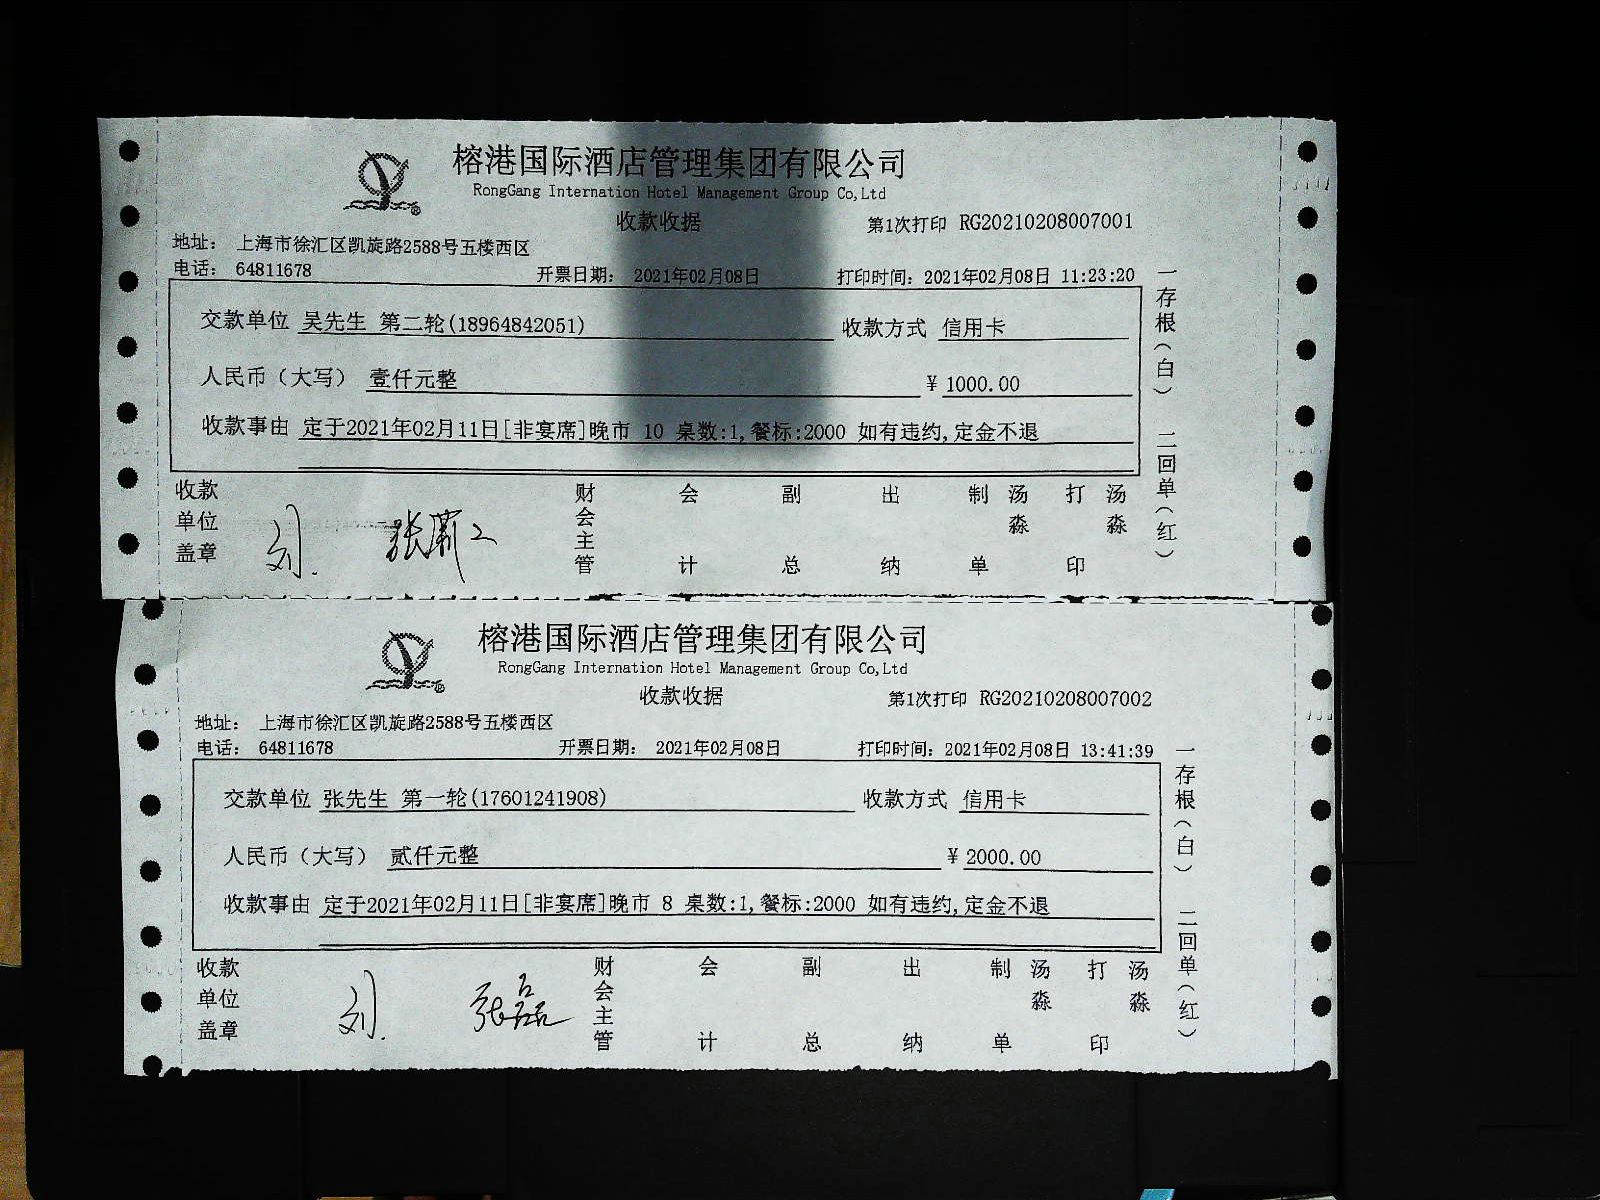 榕港国际酒店管理集团有限公司
RongGang Internation Hotel Management Group Co,Ltd
收款收据
第1次打印 RG20210208007001
地址： 上海市徐汇区凯旋路2588号五楼西区
电话： 64811678 开票日期： 2021年02月08日 打印时间：2021年02月08日 11:23:20
交款单位 吴先生 第二轮(18964842051) 收款方式 信用卡
人民币（大写） 壹仟元整 ￥1000.00
收款事由 定于2021年02月11日[非宴席]晚市 10 桌数:1,餐标:2000 如有违约,定金不退
收款单位盖章 刘. 财会主管 会计 副总 出纳 制单 汤淼 打印 汤淼
一存根（白） 二回单（红）
榕港国际酒店管理集团有限公司
RongGang Internation Hotel Management Group Co,Ltd
收款收据
第1次打印 RG20210208007002
地址： 上海市徐汇区凯旋路2588号五楼西区
电话： 64811678 开票日期： 2021年02月08日 打印时间：2021年02月08日 13:41:39
交款单位 张先生 第一轮(17601241908) 收款方式 信用卡
人民币（大写） 贰仟元整 ￥2000.00
收款事由 定于2021年02月11日[非宴席]晚市 8 桌数:1,餐标:2000 如有违约,定金不退
收款单位盖章 刘. 张磊 财会主管 会计 副总 出纳 制单 汤淼 打印 汤淼
一存根（白） 二回单（红）